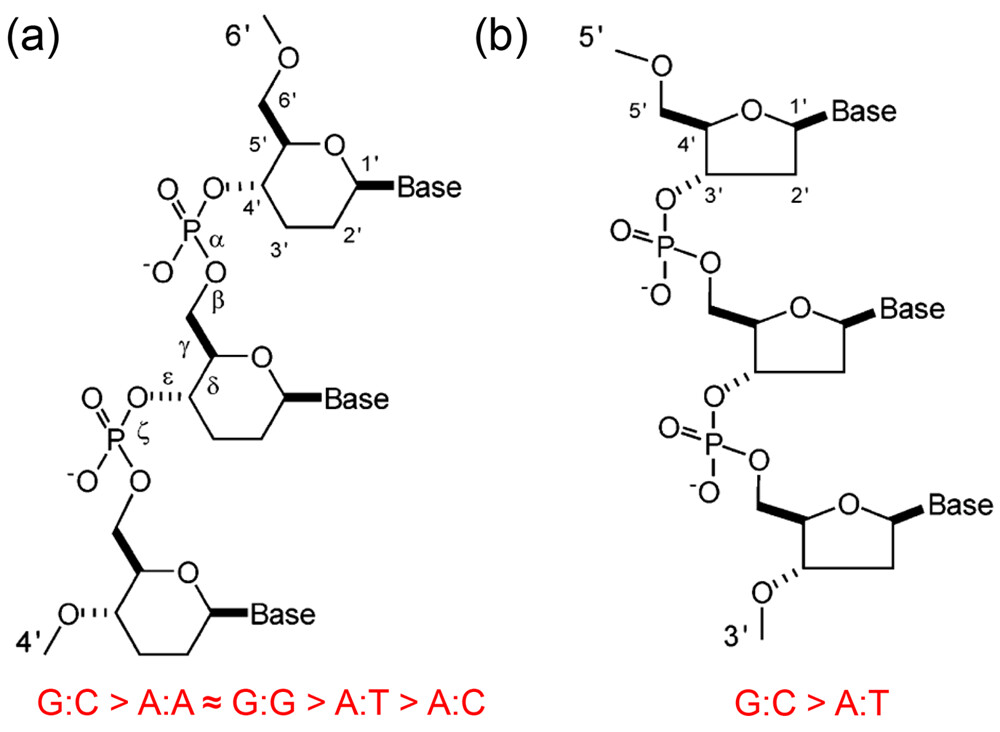 (a)
6'
O
6'
5'
O
1'
Base
O
O
4'
3'
2'
P
α
-O
O
β
γ
O
ε
δ
O
O
Base
P
ζ
-O
O
O
O
Base
4'
G:C > A:A ≈ G:G > A:T > A:C
(b)
5'
O
5'
O
1'
Base
4'
3'
2'
O
O
P
O
-O
O
Base
O
O
P
O
-O
O
Base
O
3'
G:C > A:T